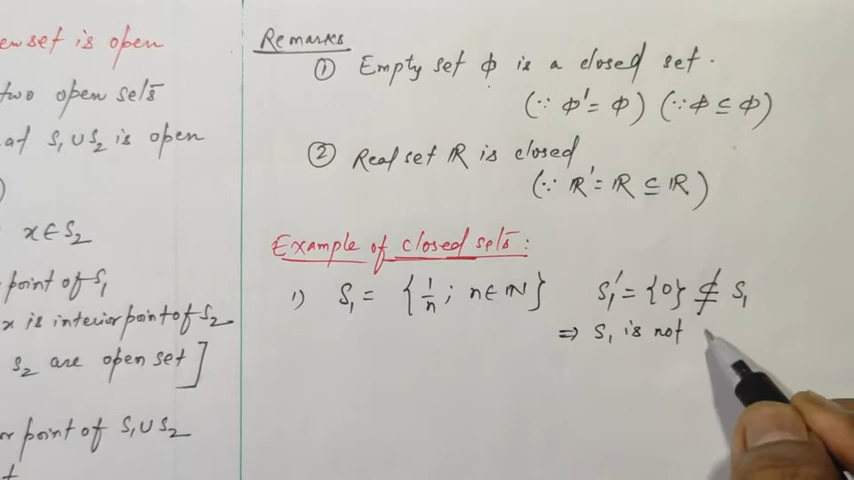 ew set is open
two open sets
at S₁ ∪ S₂ is open
)
x ∈ S₂
point of S₁
x is interior point of S₂
S₂ are open set]
or point of S₁ ∪ S₂
Remarks
① Empty set ϕ is a closed set.
(∵ ϕ' = ϕ) (∵ ϕ ⊆ ϕ)
② Real set ℝ is closed
(∵ ℝ' = ℝ ⊆ ℝ)
Example of closed sets:
1) S₁ = {1/n ; n ∈ ℕ} S₁' = {0} ⊄ S₁
⇒ S₁ is not